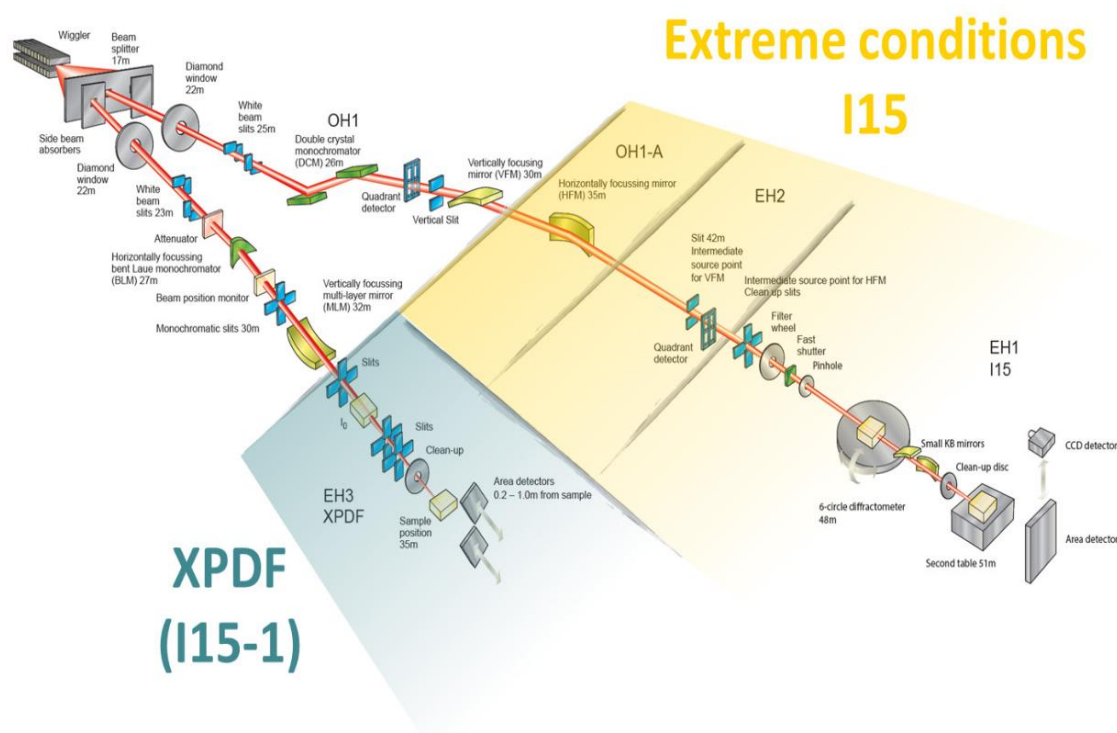 Extreme conditions
I15
Wiggler
Beam
splitter
17m
Diamond
window
22m
White
beam
slits 25m
OH1
Double crystal
monochromator
(DCM) 26m
Side beam
absorbers
Diamond
window
22m
White
beam
slits 23m
Quadrant
detector
Vertical Slit
Vertically focusing
mirror (VFM) 30m
OH1-A
Horizontally focussing mirror
(HFM) 35m
EH2
Attenuator
Horizontally focussing
bent Laue monochromator
(BLM) 27m
Beam position monitor
Monochromatic slits 30m
Vertically focussing
multi-layer mirror
(MLM) 32m
Slit 42m
Intermediate
source point
for VFM
Intermediate source point for HFM
Clean up slits
Filter
wheel
Fast
shutter
Pinhole
Quadrant
detector
EH1
I15
Slits
I0
Slits
Clean-up
Area detectors
0.2 – 1.0m from sample
EH3
XPDF
Sample
position
35m
Small KB mirrors
Clean-up disc
CCD detector
6-circle diffractometer
48m
Second table 51m
Area detector
XPDF
(I15-1)